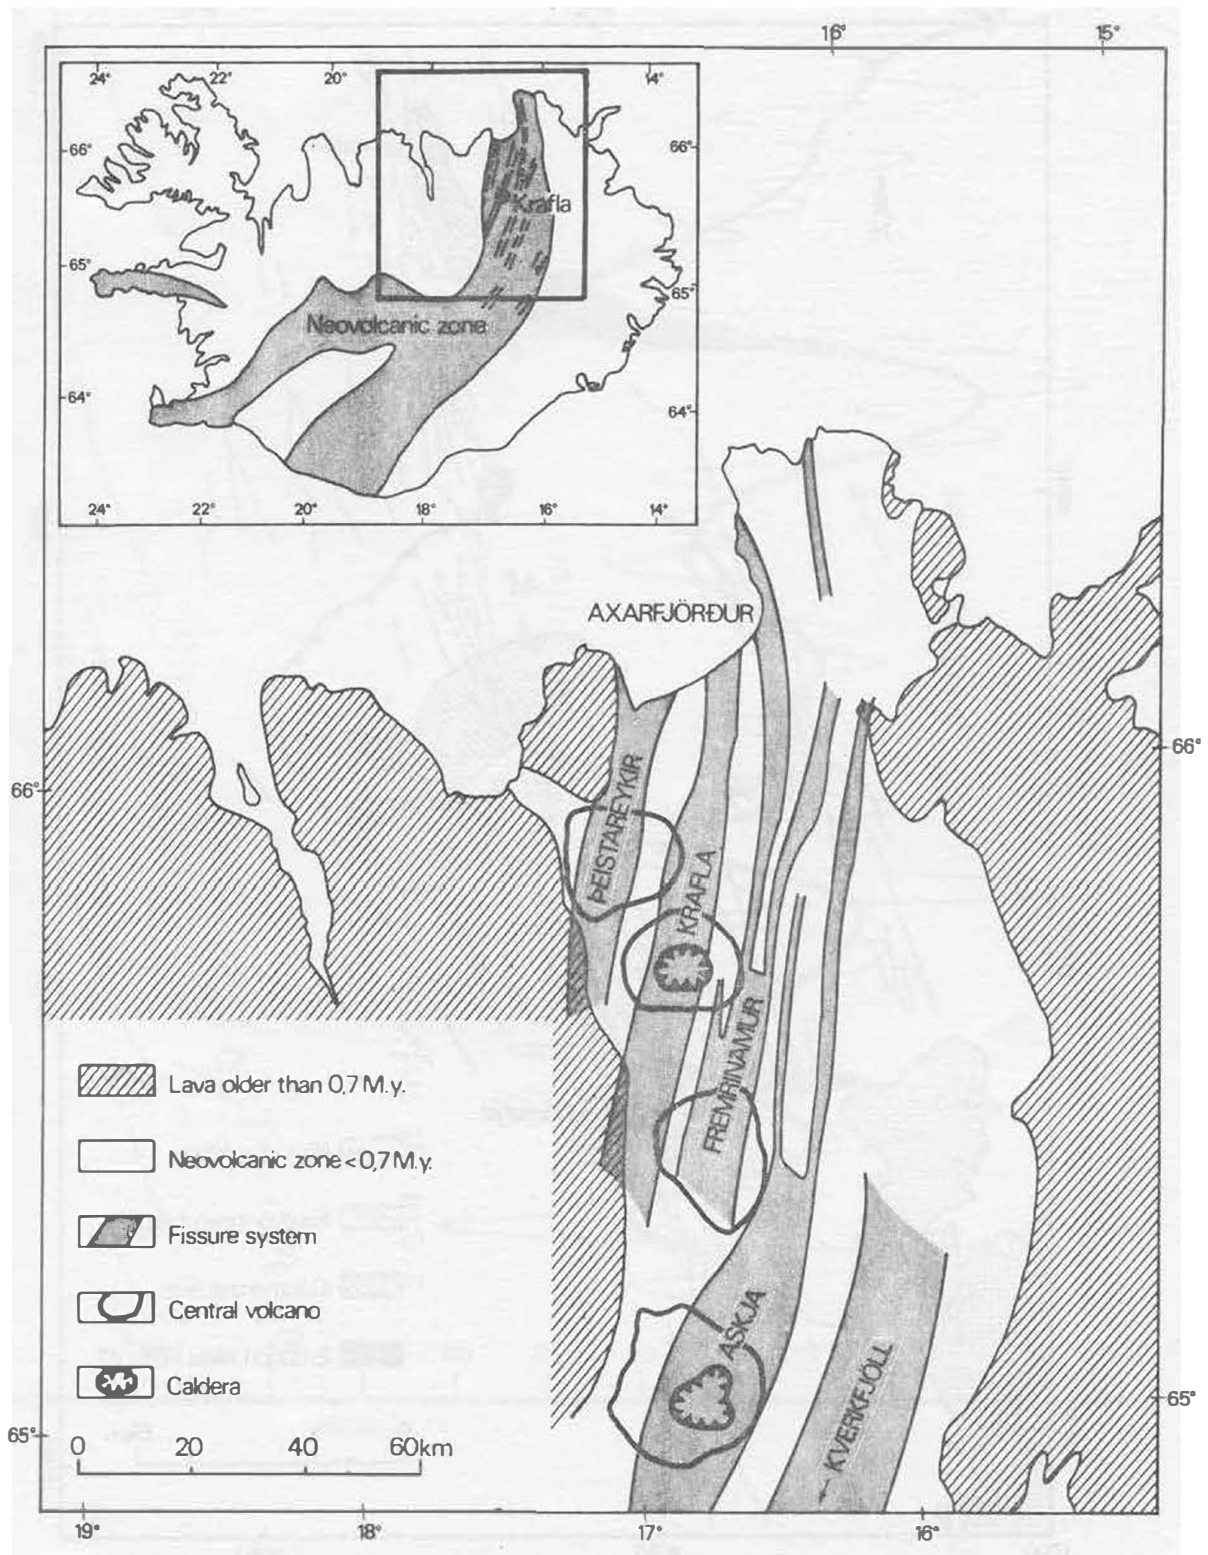 16° 15°
24° 22° 20° 14°
66° 66°
Krafla
65° 65°
Neovolcanic zone
64° 64°
24° 22° 20° 18° 16° 14°
AXARFJÖRÐUR
66° 66°
ÞEISTAREYKIR
KRAFLA
FREMRINAMUR
ASKJA
KVERKFJÖLL
Lava older than 0,7 M.y.
Neovolcanic zone < 0,7 M.y.
Fissure system
Central volcano
Caldera
65° 65°
0 20 40 60km
19° 18° 17° 16°